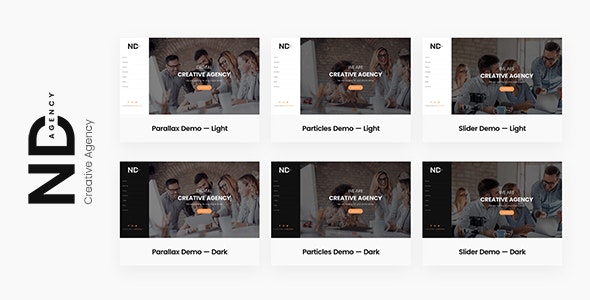 ND
AGENCY
Creative Agency
ND
DIGITAL
CREATIVE AGENCY
Parallax Demo — Light
ND
WE ARE
CREATIVE AGENCY
Particles Demo — Light
ND
WE ARE
CREATIVE AGENCY
Slider Demo — Light
ND
DIGITAL
CREATIVE AGENCY
Parallax Demo — Dark
ND
WE ARE
CREATIVE AGENCY
Particles Demo — Dark
ND
WE ARE
CREATIVE AGENCY
Slider Demo — Dark